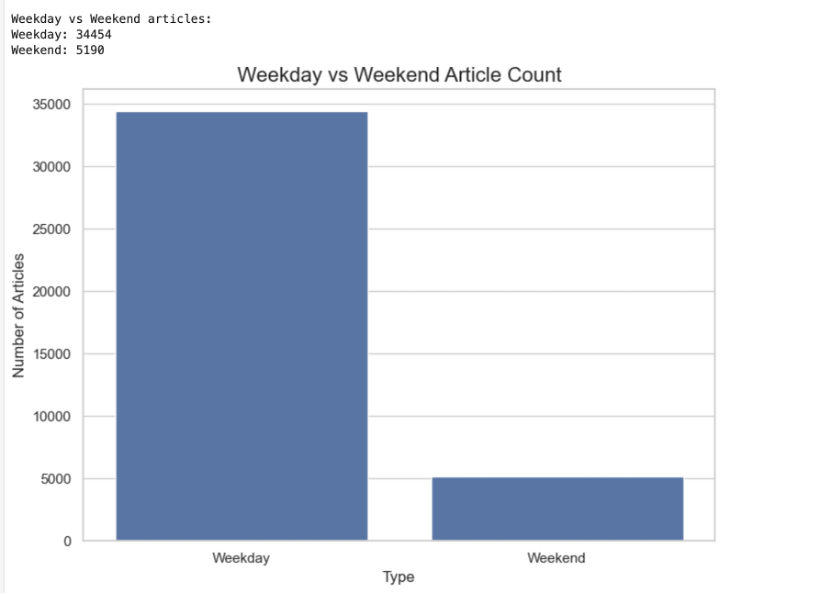 Weekday vs Weekend articles:
Weekday: 34454
Weekend: 5190
Weekday vs Weekend Article Count
35000
30000
25000
20000
15000
10000
5000
0
Number of Articles
Weekday
Weekend
Type